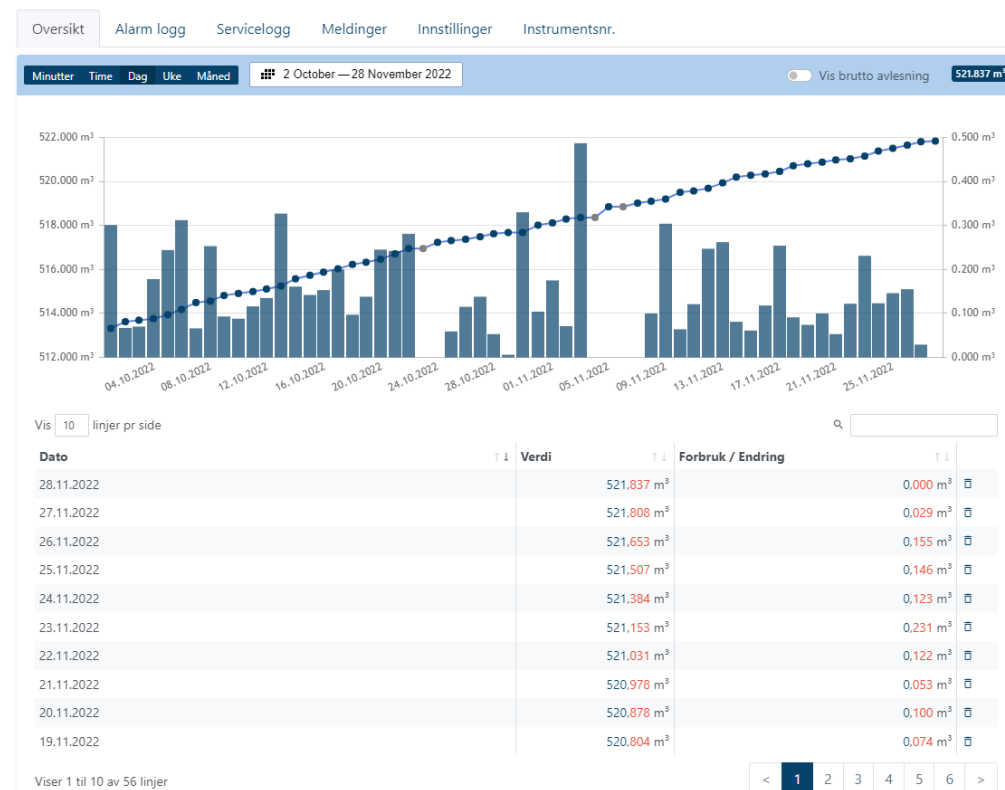 Oversikt Alarm logg Servicelogg Meldinger Innstillinger Instrumentsnr.
Minutter Time Dag Uke Måned 2 October — 28 November 2022 Vis brutto avlesning 521.837 m³
522.000 m³ 0.500 m³
520.000 m³ 0.400 m³
518.000 m³ 0.300 m³
516.000 m³ 0.200 m³
514.000 m³ 0.100 m³
512.000 m³ 0.000 m³
04.10.2022 08.10.2022 12.10.2022 16.10.2022 20.10.2022 24.10.2022 28.10.2022 01.11.2022 05.11.2022 09.11.2022 13.11.2022 17.11.2022 21.11.2022 25.11.2022
Vis 10 linjer pr side
Dato ↑↓ Verdi ↑↓ Forbruk / Endring ↑↓
28.11.2022 521,837 m³ 0,000 m³
27.11.2022 521,808 m³ 0,029 m³
26.11.2022 521,653 m³ 0,155 m³
25.11.2022 521,507 m³ 0,146 m³
24.11.2022 521,384 m³ 0,123 m³
23.11.2022 521,153 m³ 0,231 m³
22.11.2022 521,031 m³ 0,122 m³
21.11.2022 520,978 m³ 0,053 m³
20.11.2022 520,878 m³ 0,100 m³
19.11.2022 520,804 m³ 0,074 m³
Viser 1 til 10 av 56 linjer < 1 2 3 4 5 6 >